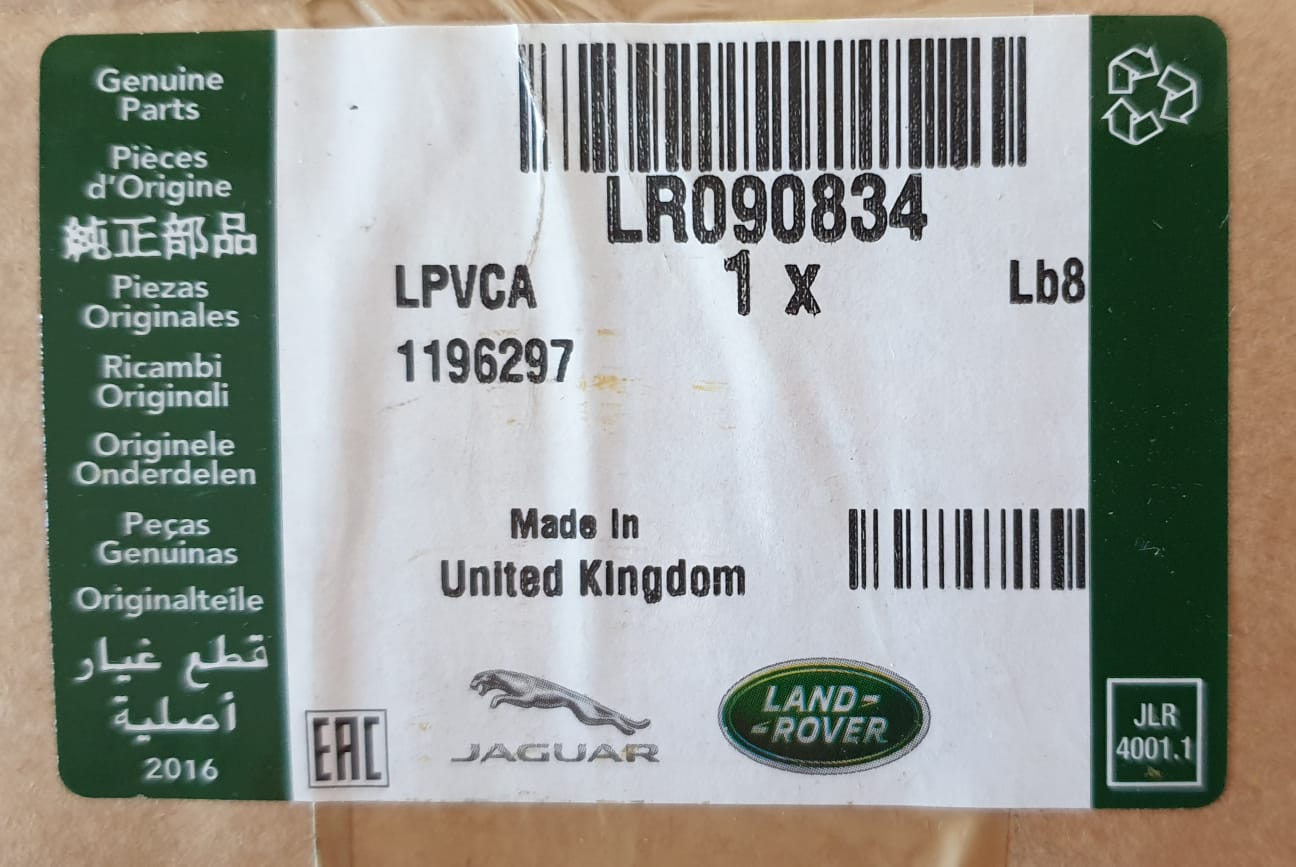 Genuine
Parts
Pièces
d'Origine
純正部品
Piezas
Originales
Ricambi
Originali
Originele
Onderdelen
Peças
Genuinas
Originalteile
قطع غيار
أصلية
2016
LR090834
LPVCA
1 x
Lb8
1196297
Made In
United Kingdom
EAC
JAGUAR
LAND-
-ROVER
JLR
4001.1